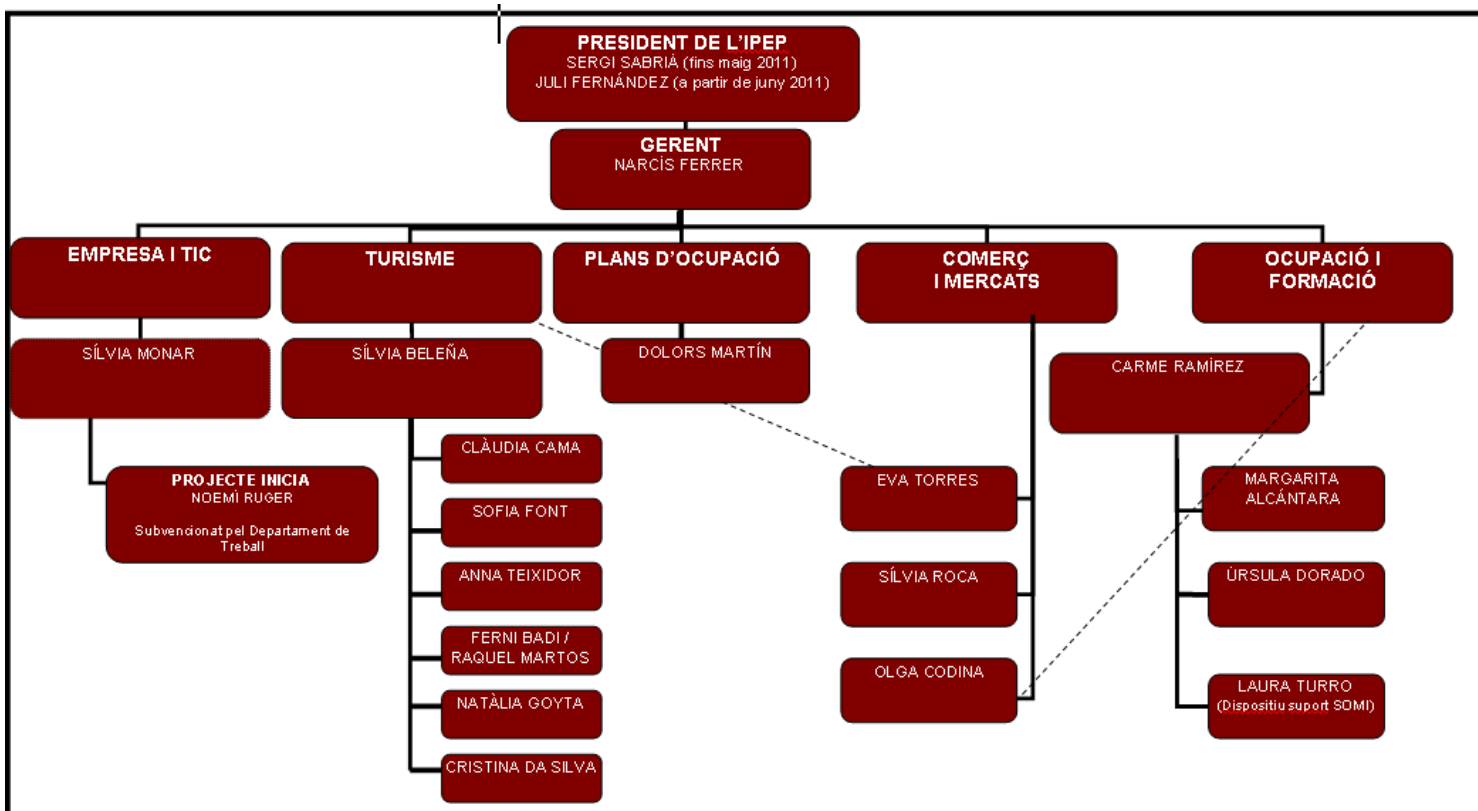 PRESIDENT DE L'IPEP
SERGI SABRIÀ (fins maig 2011)
JULI FERNÁNDEZ (a partir de juny 2011)
GERENT
NARCÍS FERRER
EMPRESA I TIC
TURISME
PLANS D'OCUPACIÓ
COMERÇ
I MERCATS
OCUPACIÓ I
FORMACIÓ
SÍLVIA MONAR
SÍLVIA BELEÑA
DOLORS MARTÍN
CARME RAMÍREZ
PROJECTE INICIA
NOEMÍ RUGER
Subvencionat pel Departament de
Treball
CLÀUDIA CAMA
SOFIA FONT
ANNA TEIXIDOR
FERNI BADI /
RAQUEL MARTOS
NATÀLIA GOYTA
CRISTINA DA SILVA
EVA TORRES
SÍLVIA ROCA
OLGA CODINA
MARGARITA
ALCÁNTARA
ÚRSULA DORADO
LAURA TURRO
(Dispositiu suport SOMI)